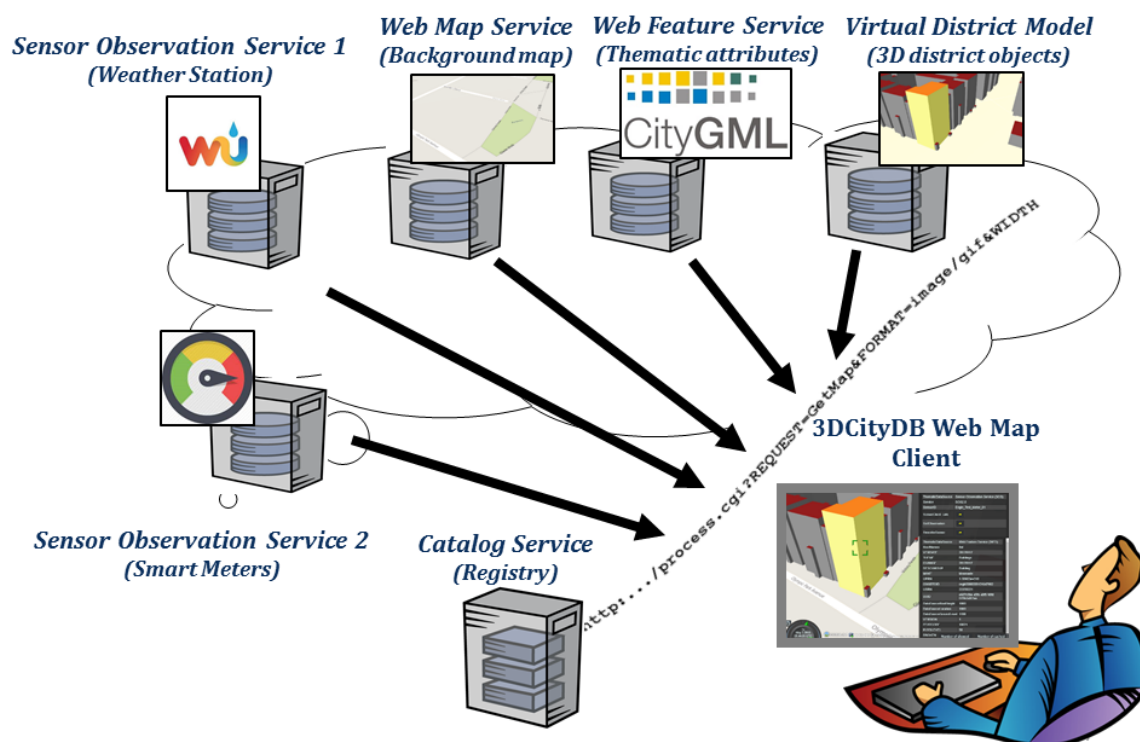 Sensor Observation Service 1
(Weather Station)
Web Map Service
(Background map)
Web Feature Service
(Thematic attributes)
Virtual District Model
(3D district objects)
wu
CityGML
http:.../process.cgi?REQUEST=GetMap&FORMAT=image/gif&WIDTH
3DCityDB Web Map
Client
Sensor Observation Service 2
(Smart Meters)
Catalog Service
(Registry)